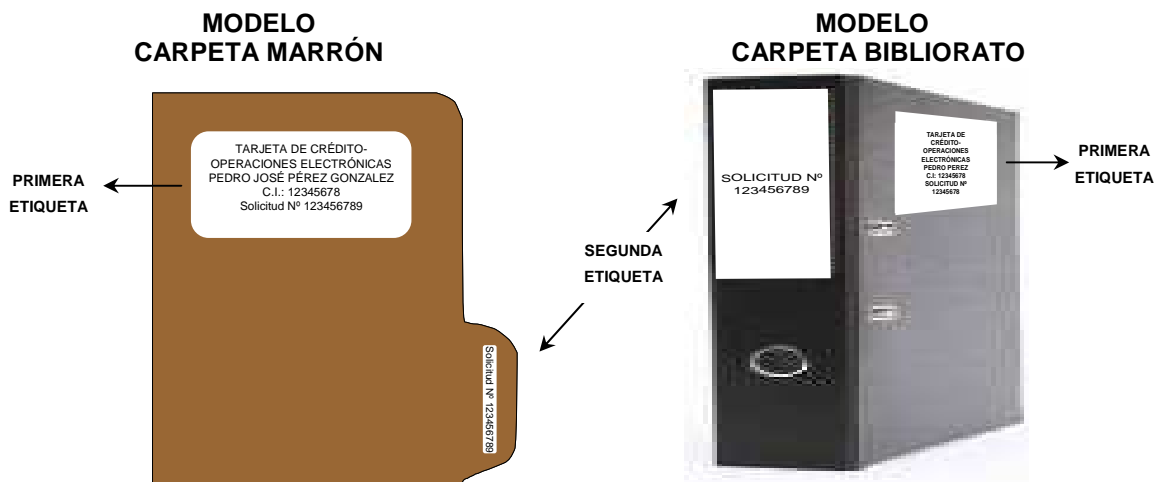 MODELO
CARPETA MARRÓN
MODELO
CARPETA BIBLIORATO
PRIMERA
ETIQUETA
TARJETA DE CRÉDITO-
OPERACIONES ELECTRÓNICAS
PEDRO JOSÉ PÉREZ GONZALEZ
C.I.: 12345678
Solicitud Nº 123456789
Solicitud Nº 123456789
SEGUNDA
ETIQUETA
SOLICITUD Nº
123456789
TARJETA DE
CRÉDITO-
OPERACIONES
ELECTRÓNICAS
PEDRO PEREZ
C.I: 12345678
SOLICITUD Nº
12345678
PRIMERA
ETIQUETA